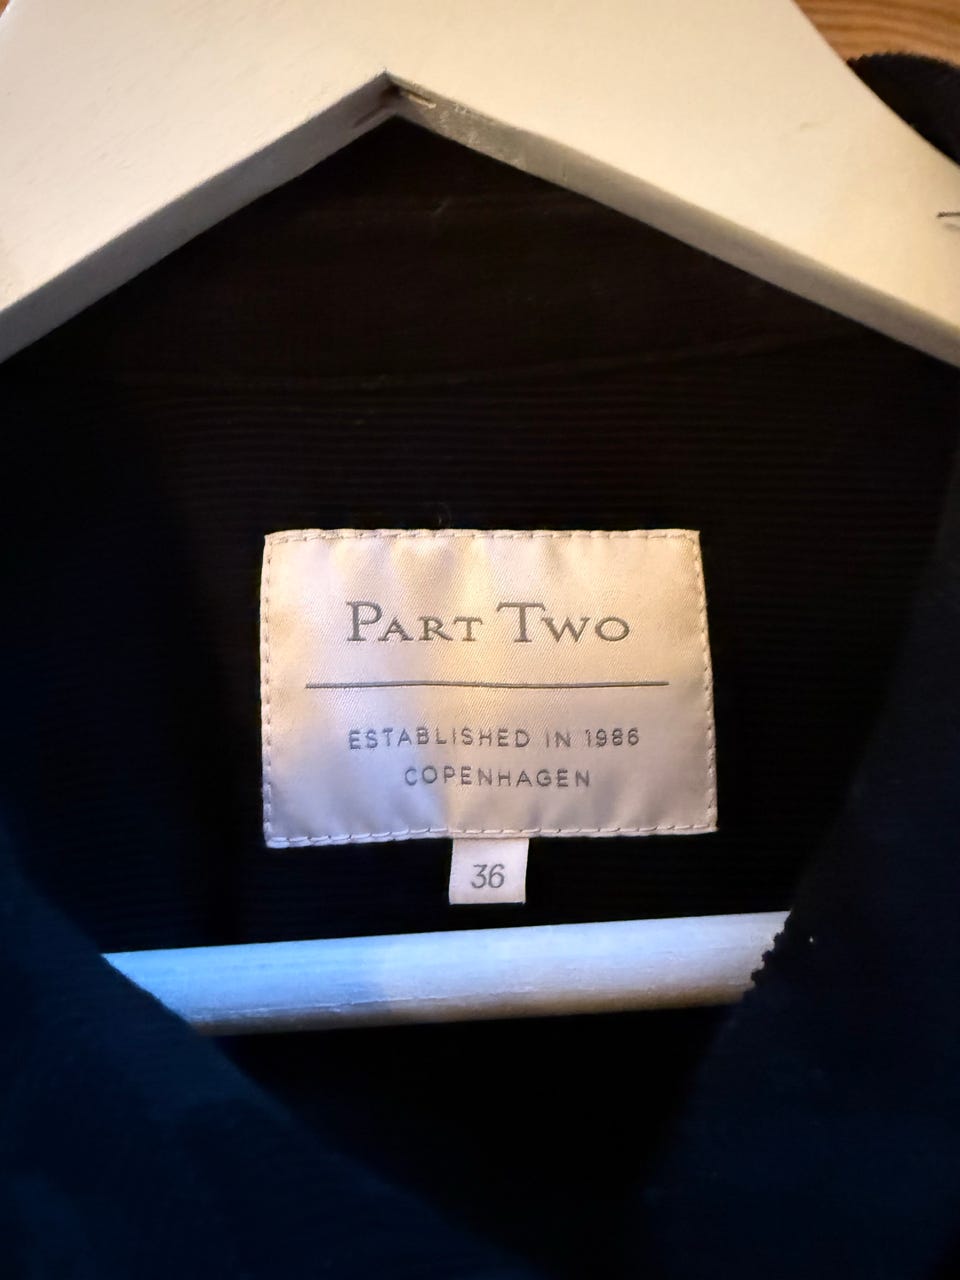 PART TWO
ESTABLISHED IN 1986
COPENHAGEN
36